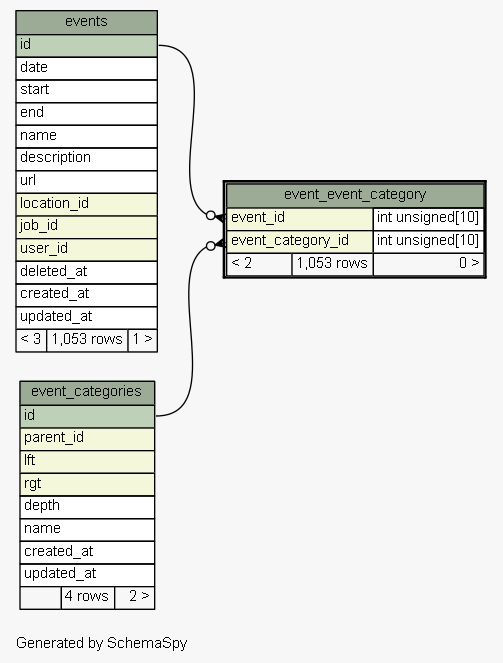 events
id
date
start
end
name
description
url
location_id
job_id
user_id
deleted_at
created_at
updated_at
< 3 1,053 rows 1 >
event_event_category
event_id int unsigned[10]
event_category_id int unsigned[10]
< 2 1,053 rows 0 >
event_categories
id
parent_id
lft
rgt
depth
name
created_at
updated_at
4 rows 2 >
Generated by SchemaSpy